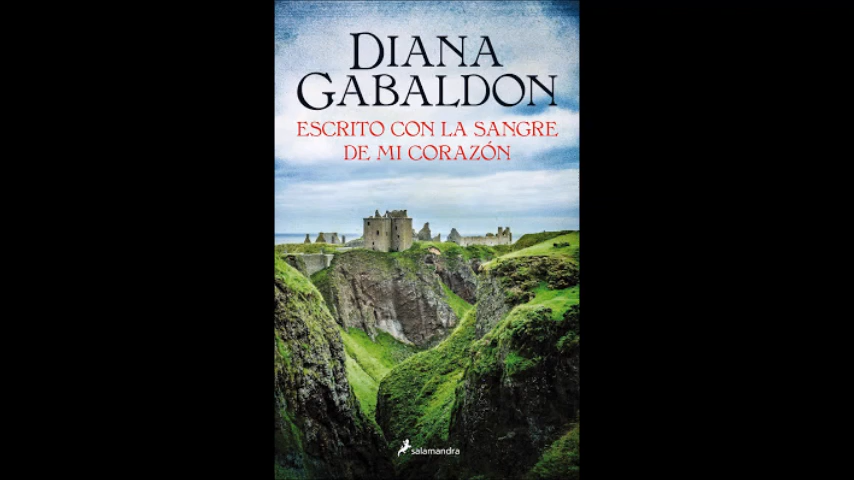 DIANA
GABALDON
ESCRITO CON LA SANGRE
DE MI CORAZÓN
salamandra